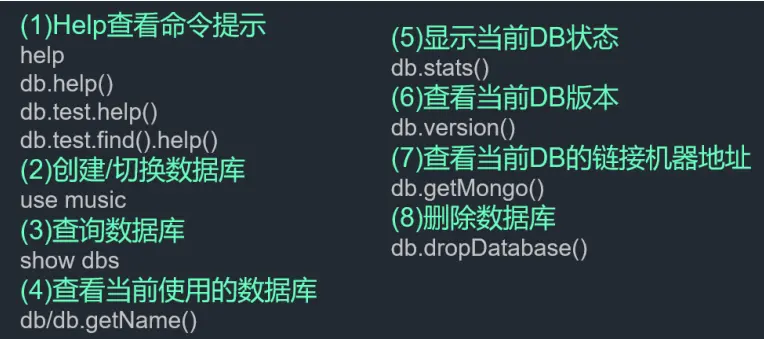 (1)Help查看命令提示
help
db.help()
db.test.help()
db.test.find().help()
(2)创建/切换数据库
use music
(3)查询数据库
show dbs
(4)查看当前使用的数据库
db/db.getName()
(5)显示当前DB状态
db.stats()
(6)查看当前DB版本
db.version()
(7)查看当前DB的链接机器地址
db.getMongo()
(8)删除数据库
db.dropDatabase()